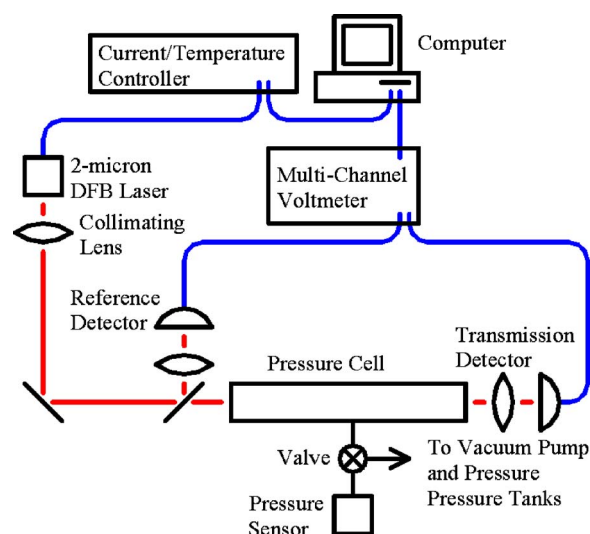 Current/Temperature
Controller
Computer
2-micron
DFB Laser
Multi-Channel
Voltmeter
Collimating
Lens
Reference
Detector
Transmission
Detector
Pressure Cell
Valve
To Vacuum Pump
and Pressure
Pressure Tanks
Pressure
Sensor